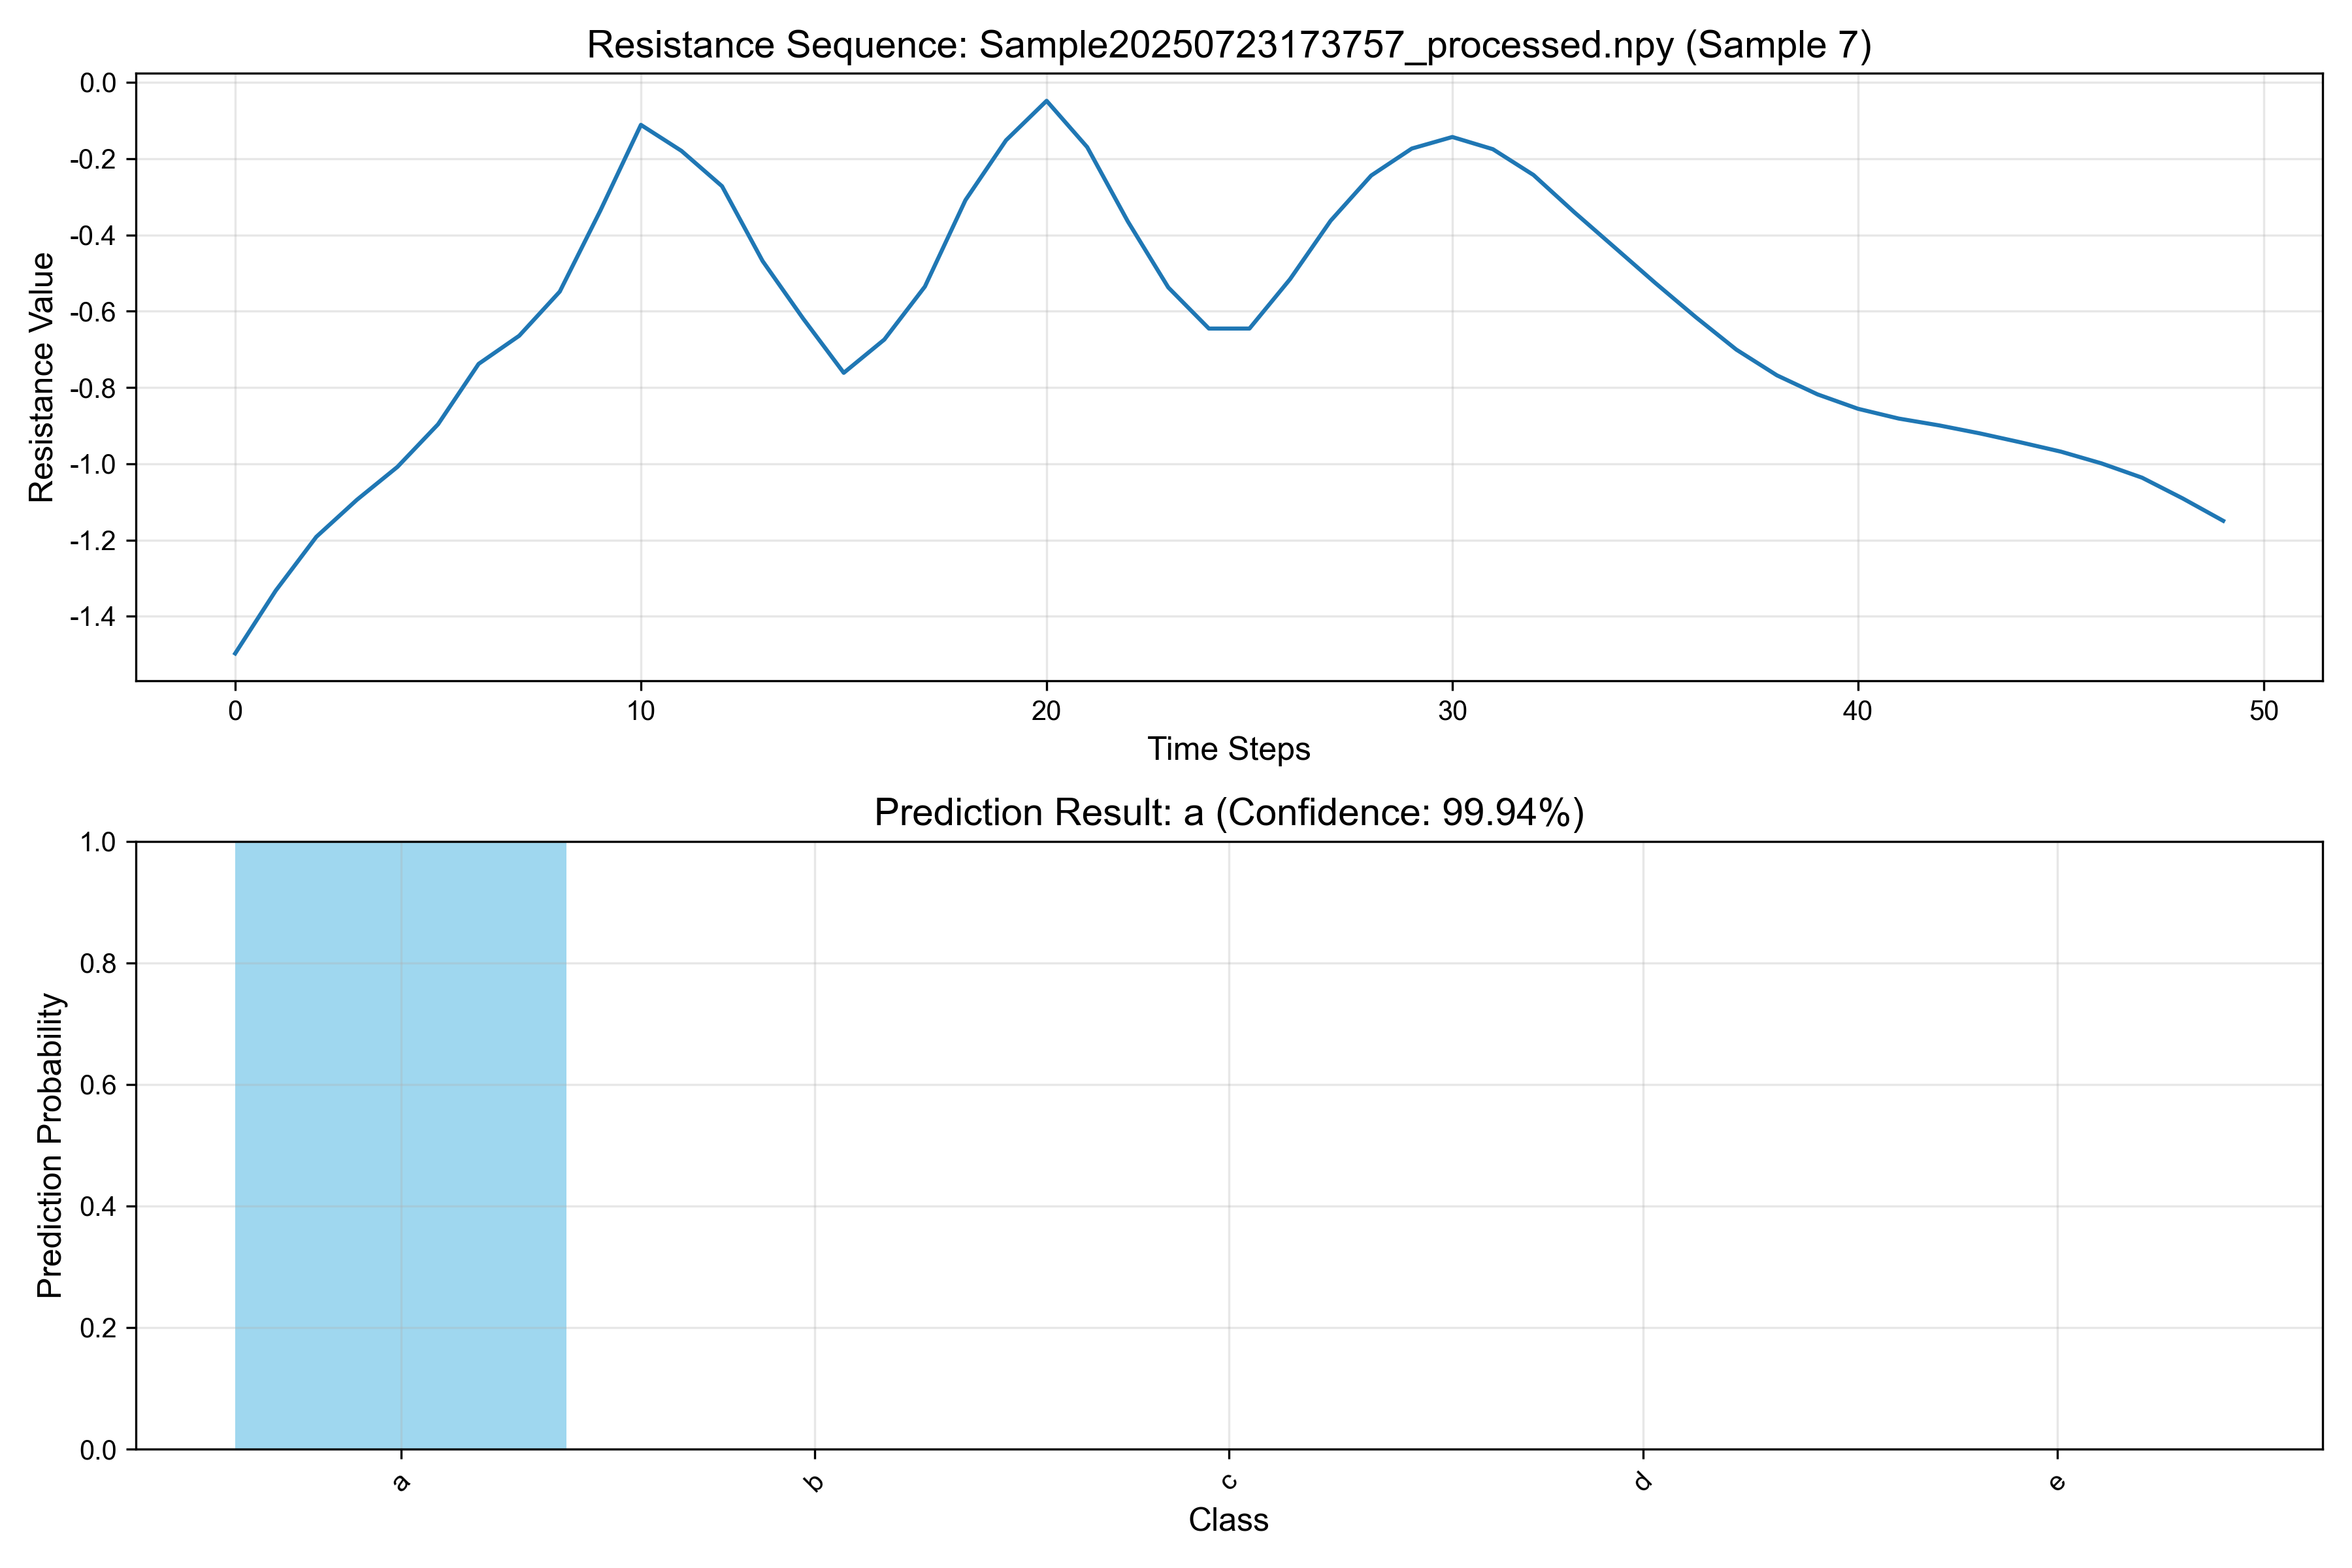 Resistance Sequence: Sample20250723173757_processed.npy (Sample 7)
0.0
-0.2
-0.4
-0.6
-0.8
-1.0
-1.2
-1.4
Resistance Value
0 10 20 30 40 50
Time Steps
Prediction Result: a (Confidence: 99.94%)
1.0
0.8
0.6
0.4
0.2
0.0
Prediction Probability
a b c d e
Class